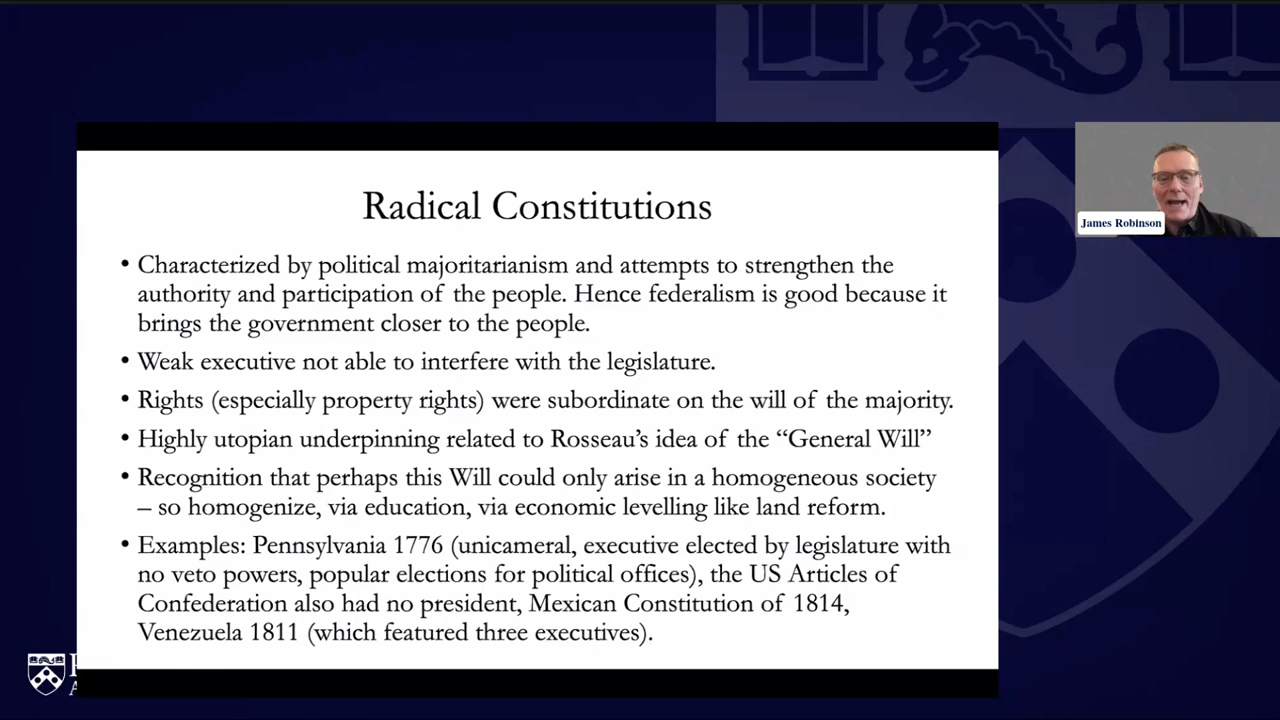 Radical Constitutions
• Characterized by political majoritarianism and attempts to strengthen the
authority and participation of the people. Hence federalism is good because it
brings the government closer to the people.
• Weak executive not able to interfere with the legislature.
• Rights (especially property rights) were subordinate on the will of the majority.
• Highly utopian underpinning related to Rosseau's idea of the “General Will”
• Recognition that perhaps this Will could only arise in a homogeneous society
– so homogenize, via education, via economic levelling like land reform.
• Examples: Pennsylvania 1776 (unicameral, executive elected by legislature with
no veto powers, popular elections for political offices), the US Articles of
Confederation also had no president, Mexican Constitution of 1814,
Venezuela 1811 (which featured three executives).
James Robinson